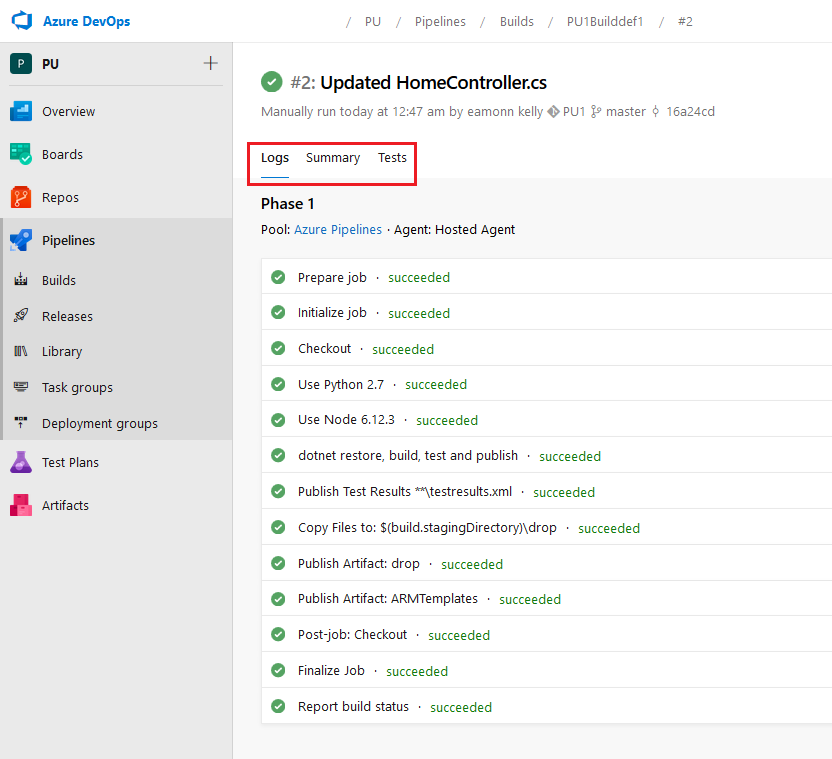 Azure DevOps
/ PU / Pipelines / Builds / PU1Builddef1 / #2
P PU
Overview
Boards
Repos
Pipelines
Builds
Releases
Library
Task groups
Deployment groups
Test Plans
Artifacts
#2: Updated HomeController.cs
Manually run today at 12:47 am by eamonn kelly PU1 master 16a24cd
Logs Summary Tests
Phase 1
Pool: Azure Pipelines · Agent: Hosted Agent
Prepare job · succeeded
Initialize job · succeeded
Checkout · succeeded
Use Python 2.7 · succeeded
Use Node 6.12.3 · succeeded
dotnet restore, build, test and publish · succeeded
Publish Test Results **\testresults.xml · succeeded
Copy Files to: $(build.stagingDirectory)\drop · succeeded
Publish Artifact: drop · succeeded
Publish Artifact: ARMTemplates · succeeded
Post-job: Checkout · succeeded
Finalize Job · succeeded
Report build status · succeeded